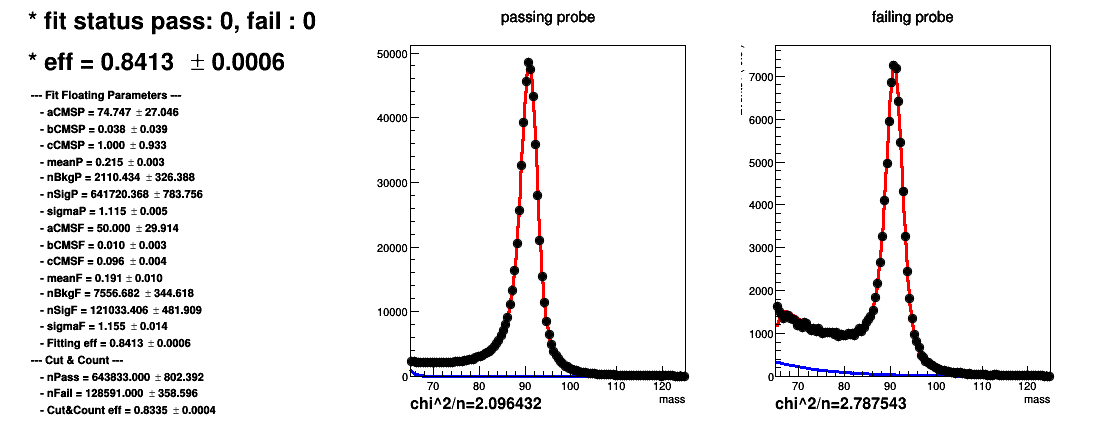 * fit status pass: 0, fail : 0
* eff = 0.8413 ± 0.0006
--- Fit Floating Parameters ---
- aCMSP = 74.747 ± 27.046
- bCMSP = 0.038 ± 0.039
- cCMSP = 1.000 ± 0.933
- meanP = 0.215 ± 0.003
- nBkgP = 2110.434 ± 326.388
- nSigP = 641720.368 ± 783.756
- sigmaP = 1.115 ± 0.005
- aCMSF = 50.000 ± 29.914
- bCMSF = 0.010 ± 0.003
- cCMSF = 0.096 ± 0.004
- meanF = 0.191 ± 0.010
- nBkgF = 7556.682 ± 344.618
- nSigF = 121033.406 ± 481.909
- sigmaF = 1.155 ± 0.014
- Fitting eff = 0.8413 ± 0.0006
--- Cut & Count ---
- nPass = 643833.000 ± 802.392
- nFail = 128591.000 ± 358.596
- Cut&Count eff = 0.8335 ± 0.0004
passing probe
50000
40000
30000
20000
10000
0
70 80 90 100 110 120
mass
chi^2/n=2.096432
failing probe
7000
6000
5000
4000
3000
2000
1000
0
70 80 90 100 110 120
mass
chi^2/n=2.787543